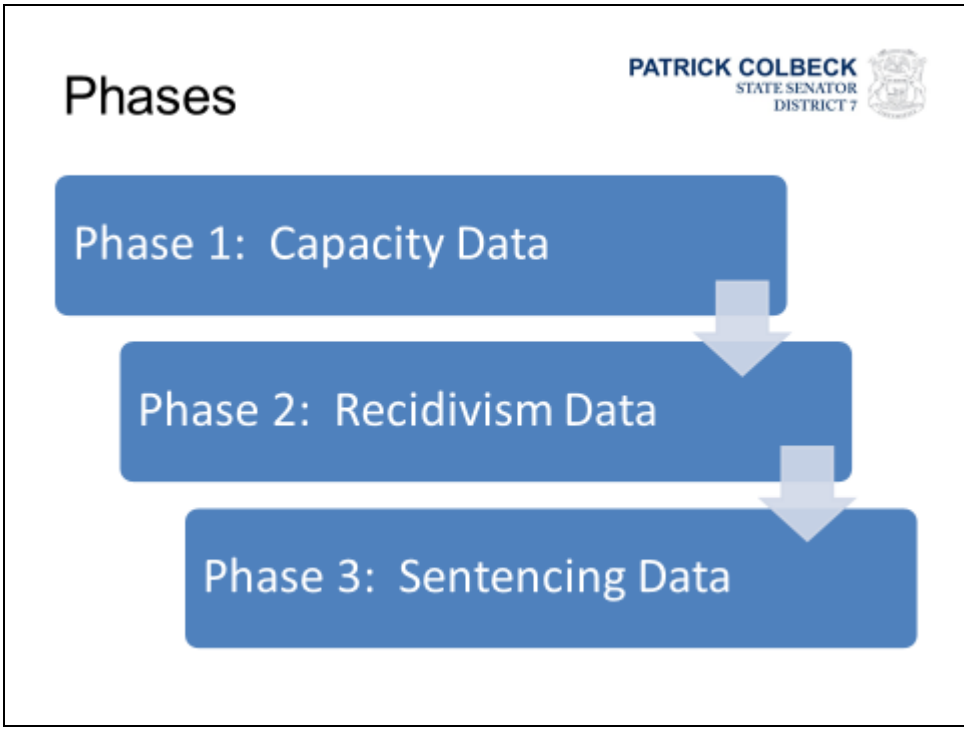 Phases
PATRICK COLBECK
STATE SENATOR
DISTRICT 7
Phase 1:  Capacity Data
Phase 2:  Recidivism Data
Phase 3:  Sentencing Data